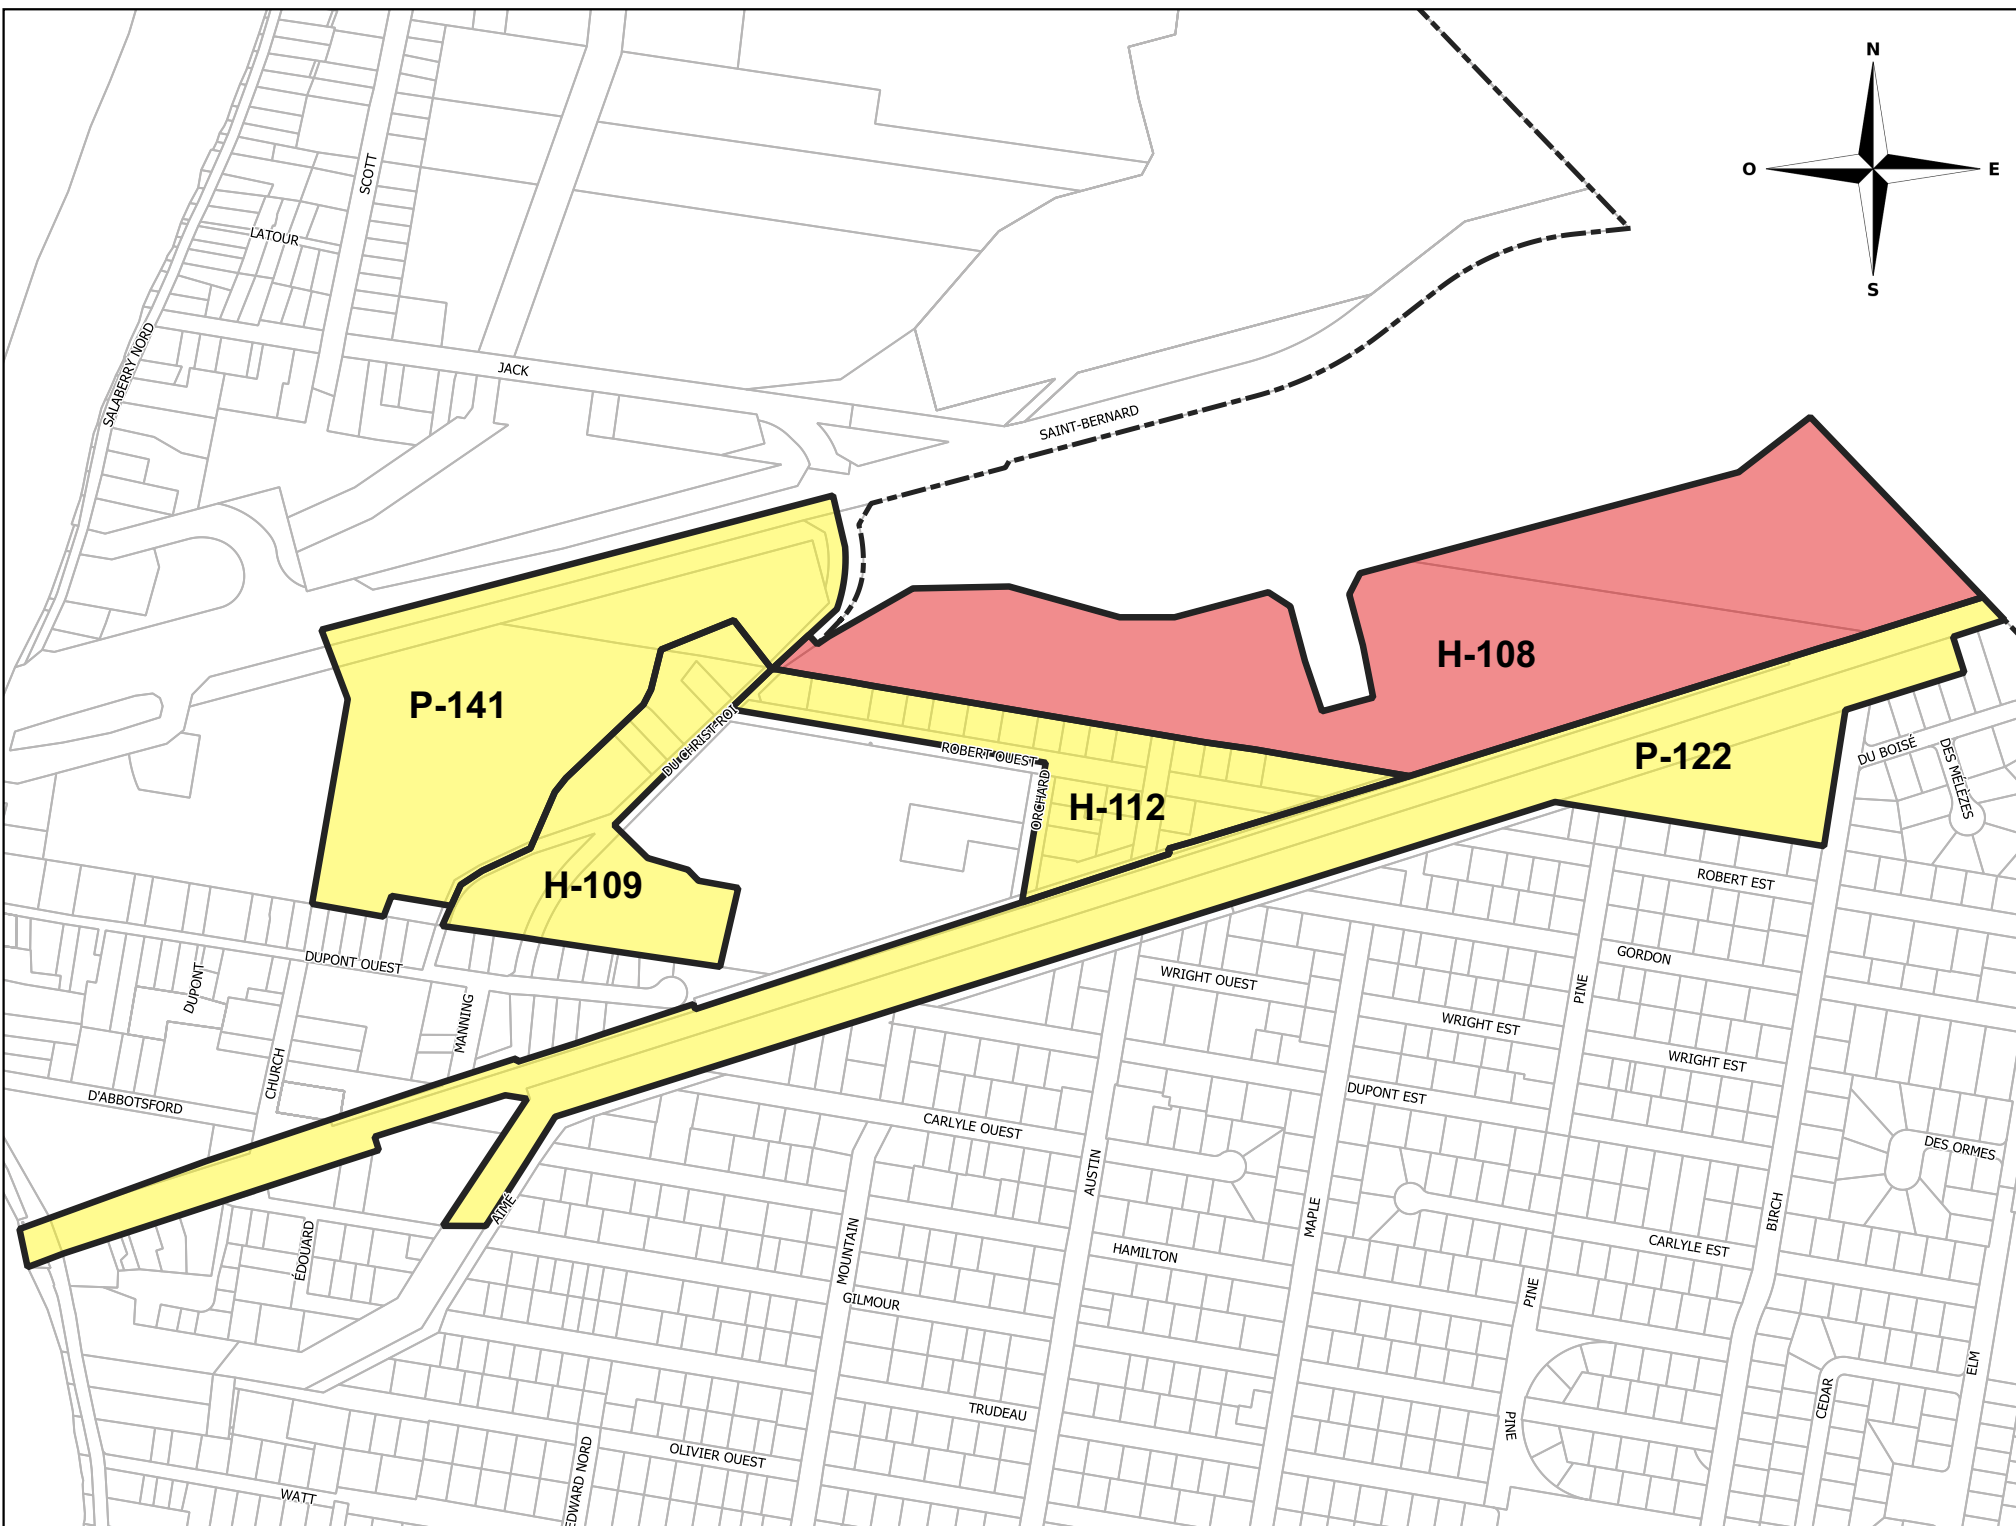 N
O
E
S
SCOTT
LATOUR
SALABERRY NORD
JACK
SAINT-BERNARD
H-108
P-141
P-122
DU CHRIST-ROI
ROBERT OUEST
DU BOISÉ
DES MÉLÈZES
ORCHARD
H-112
H-109
ROBERT EST
DUPONT OUEST
DUPONT
GORDON
WRIGHT OUEST
PINE
MANNING
WRIGHT EST
WRIGHT EST
CHURCH
D'ABBOTSFORD
DUPONT EST
CARLYLE OUEST
DES ORMES
AUSTIN
AIMÉ
MAPLE
BIRCH
ÉDOUARD
MOUNTAIN
HAMILTON
CARLYLE EST
GILMOUR
PINE
ELM
CEDAR
TRUDEAU
PINE
OLIVIER OUEST
EDWARD NORD
WATT